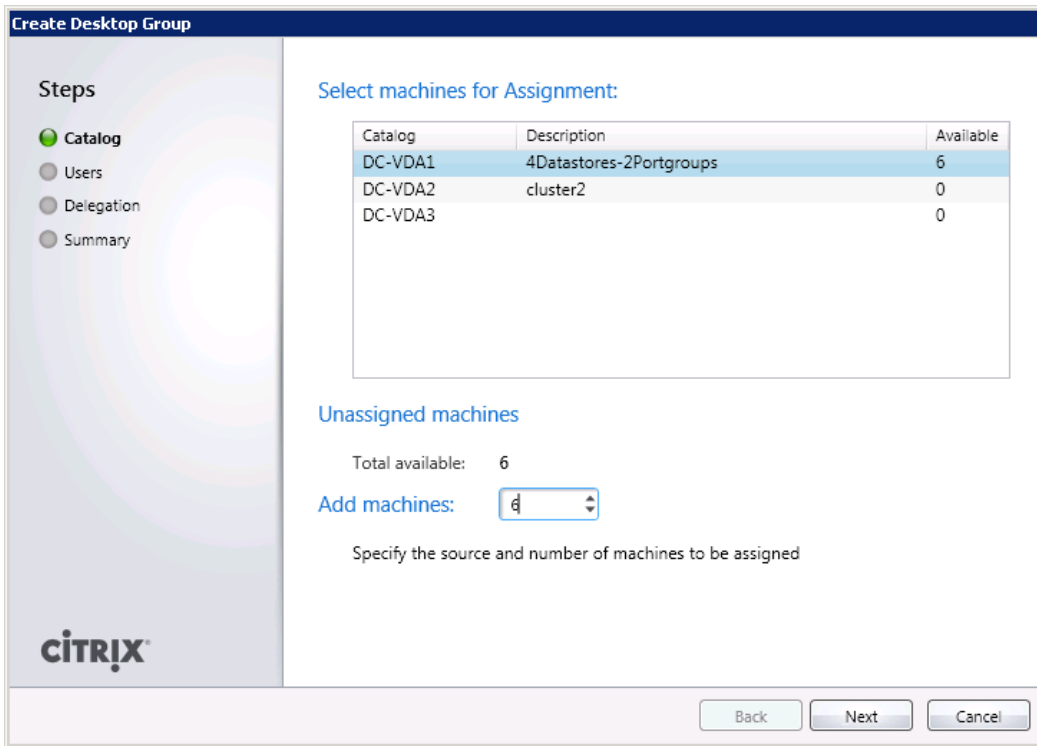 Create Desktop Group
Steps
Catalog
Users
Delegation
Summary
Select machines for Assignment:
Catalog Description Available
DC-VDA1 4Datastores-2Portgroups 6
DC-VDA2 cluster2 0
DC-VDA3 0
Unassigned machines
Total available: 6
Add machines: 6
Specify the source and number of machines to be assigned
CİTRIX
Back Next Cancel